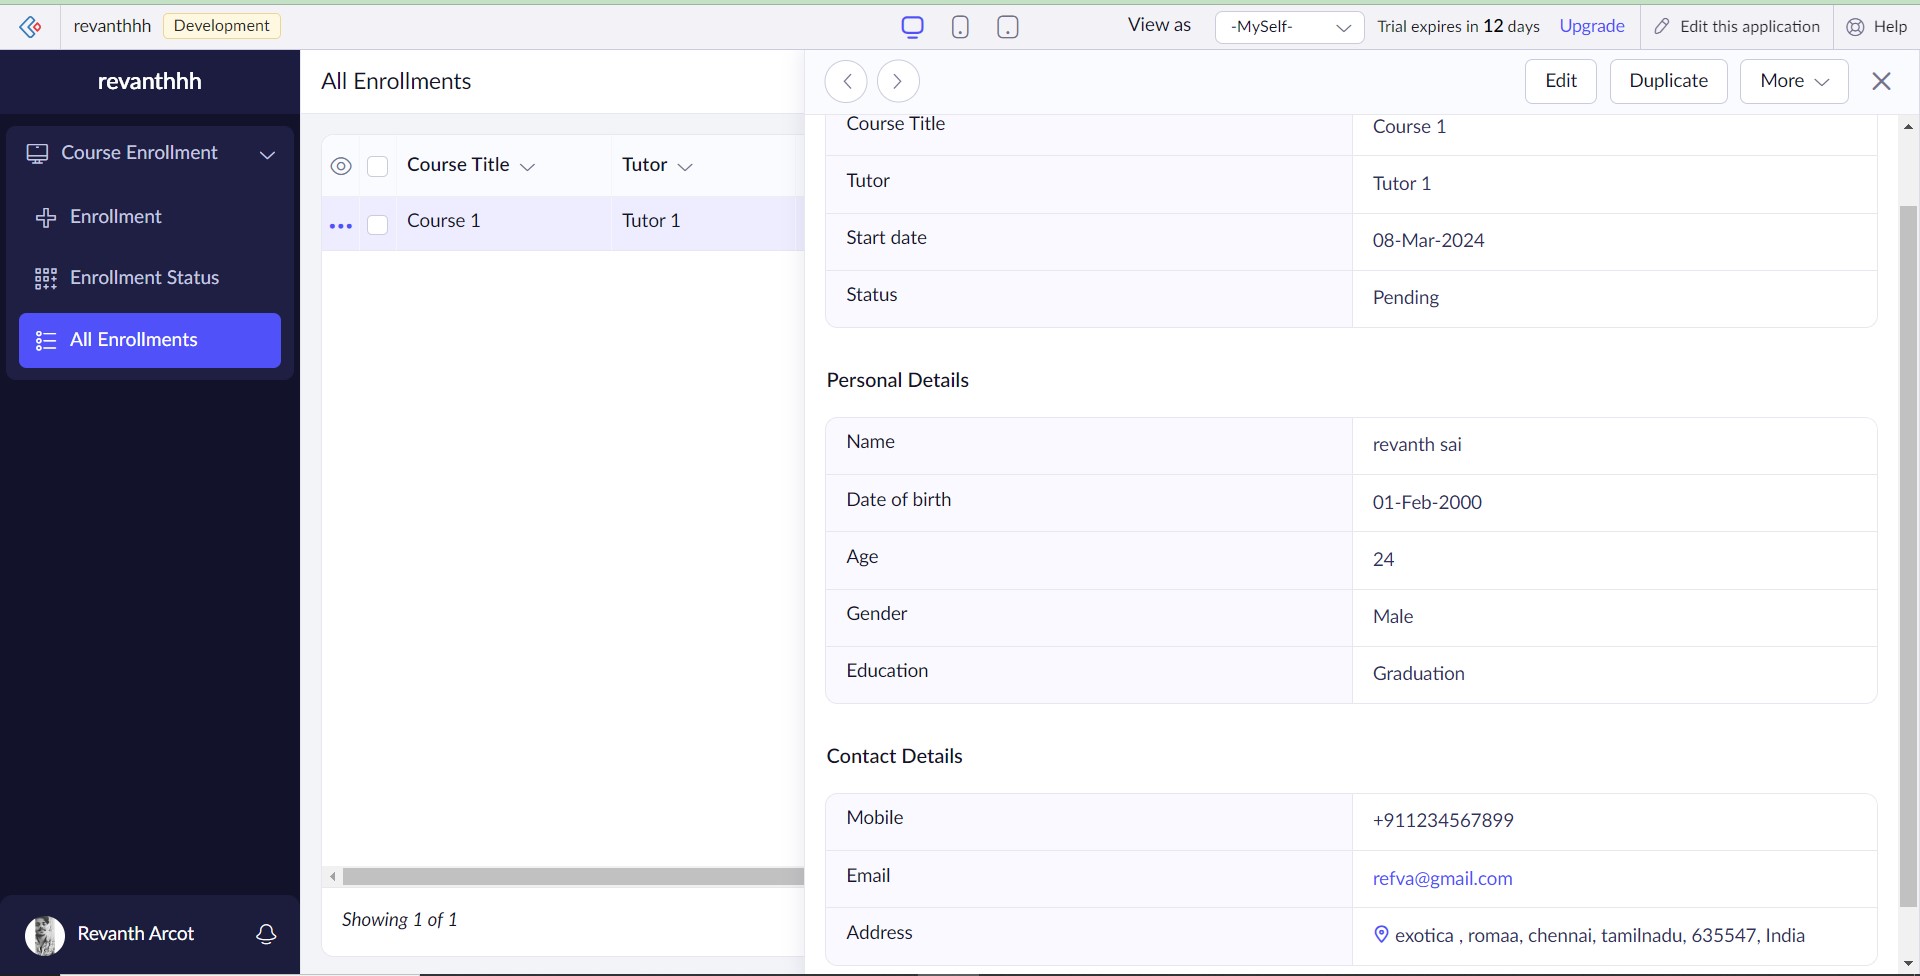 revanthhh Development View as -MySelf- Trial expires in 12 days Upgrade Edit this application Help
revanthhh
Course Enrollment
Enrollment
Enrollment Status
All Enrollments
Revanth Arcot
All Enrollments
Course Title Tutor
Course 1 Tutor 1
Showing 1 of 1
Edit Duplicate More
Course Title Course 1
Tutor Tutor 1
Start date 08-Mar-2024
Status Pending
Personal Details
Name revanth sai
Date of birth 01-Feb-2000
Age 24
Gender Male
Education Graduation
Contact Details
Mobile +911234567899
Email refva@gmail.com
Address exotica , romaa, chennai, tamilnadu, 635547, India